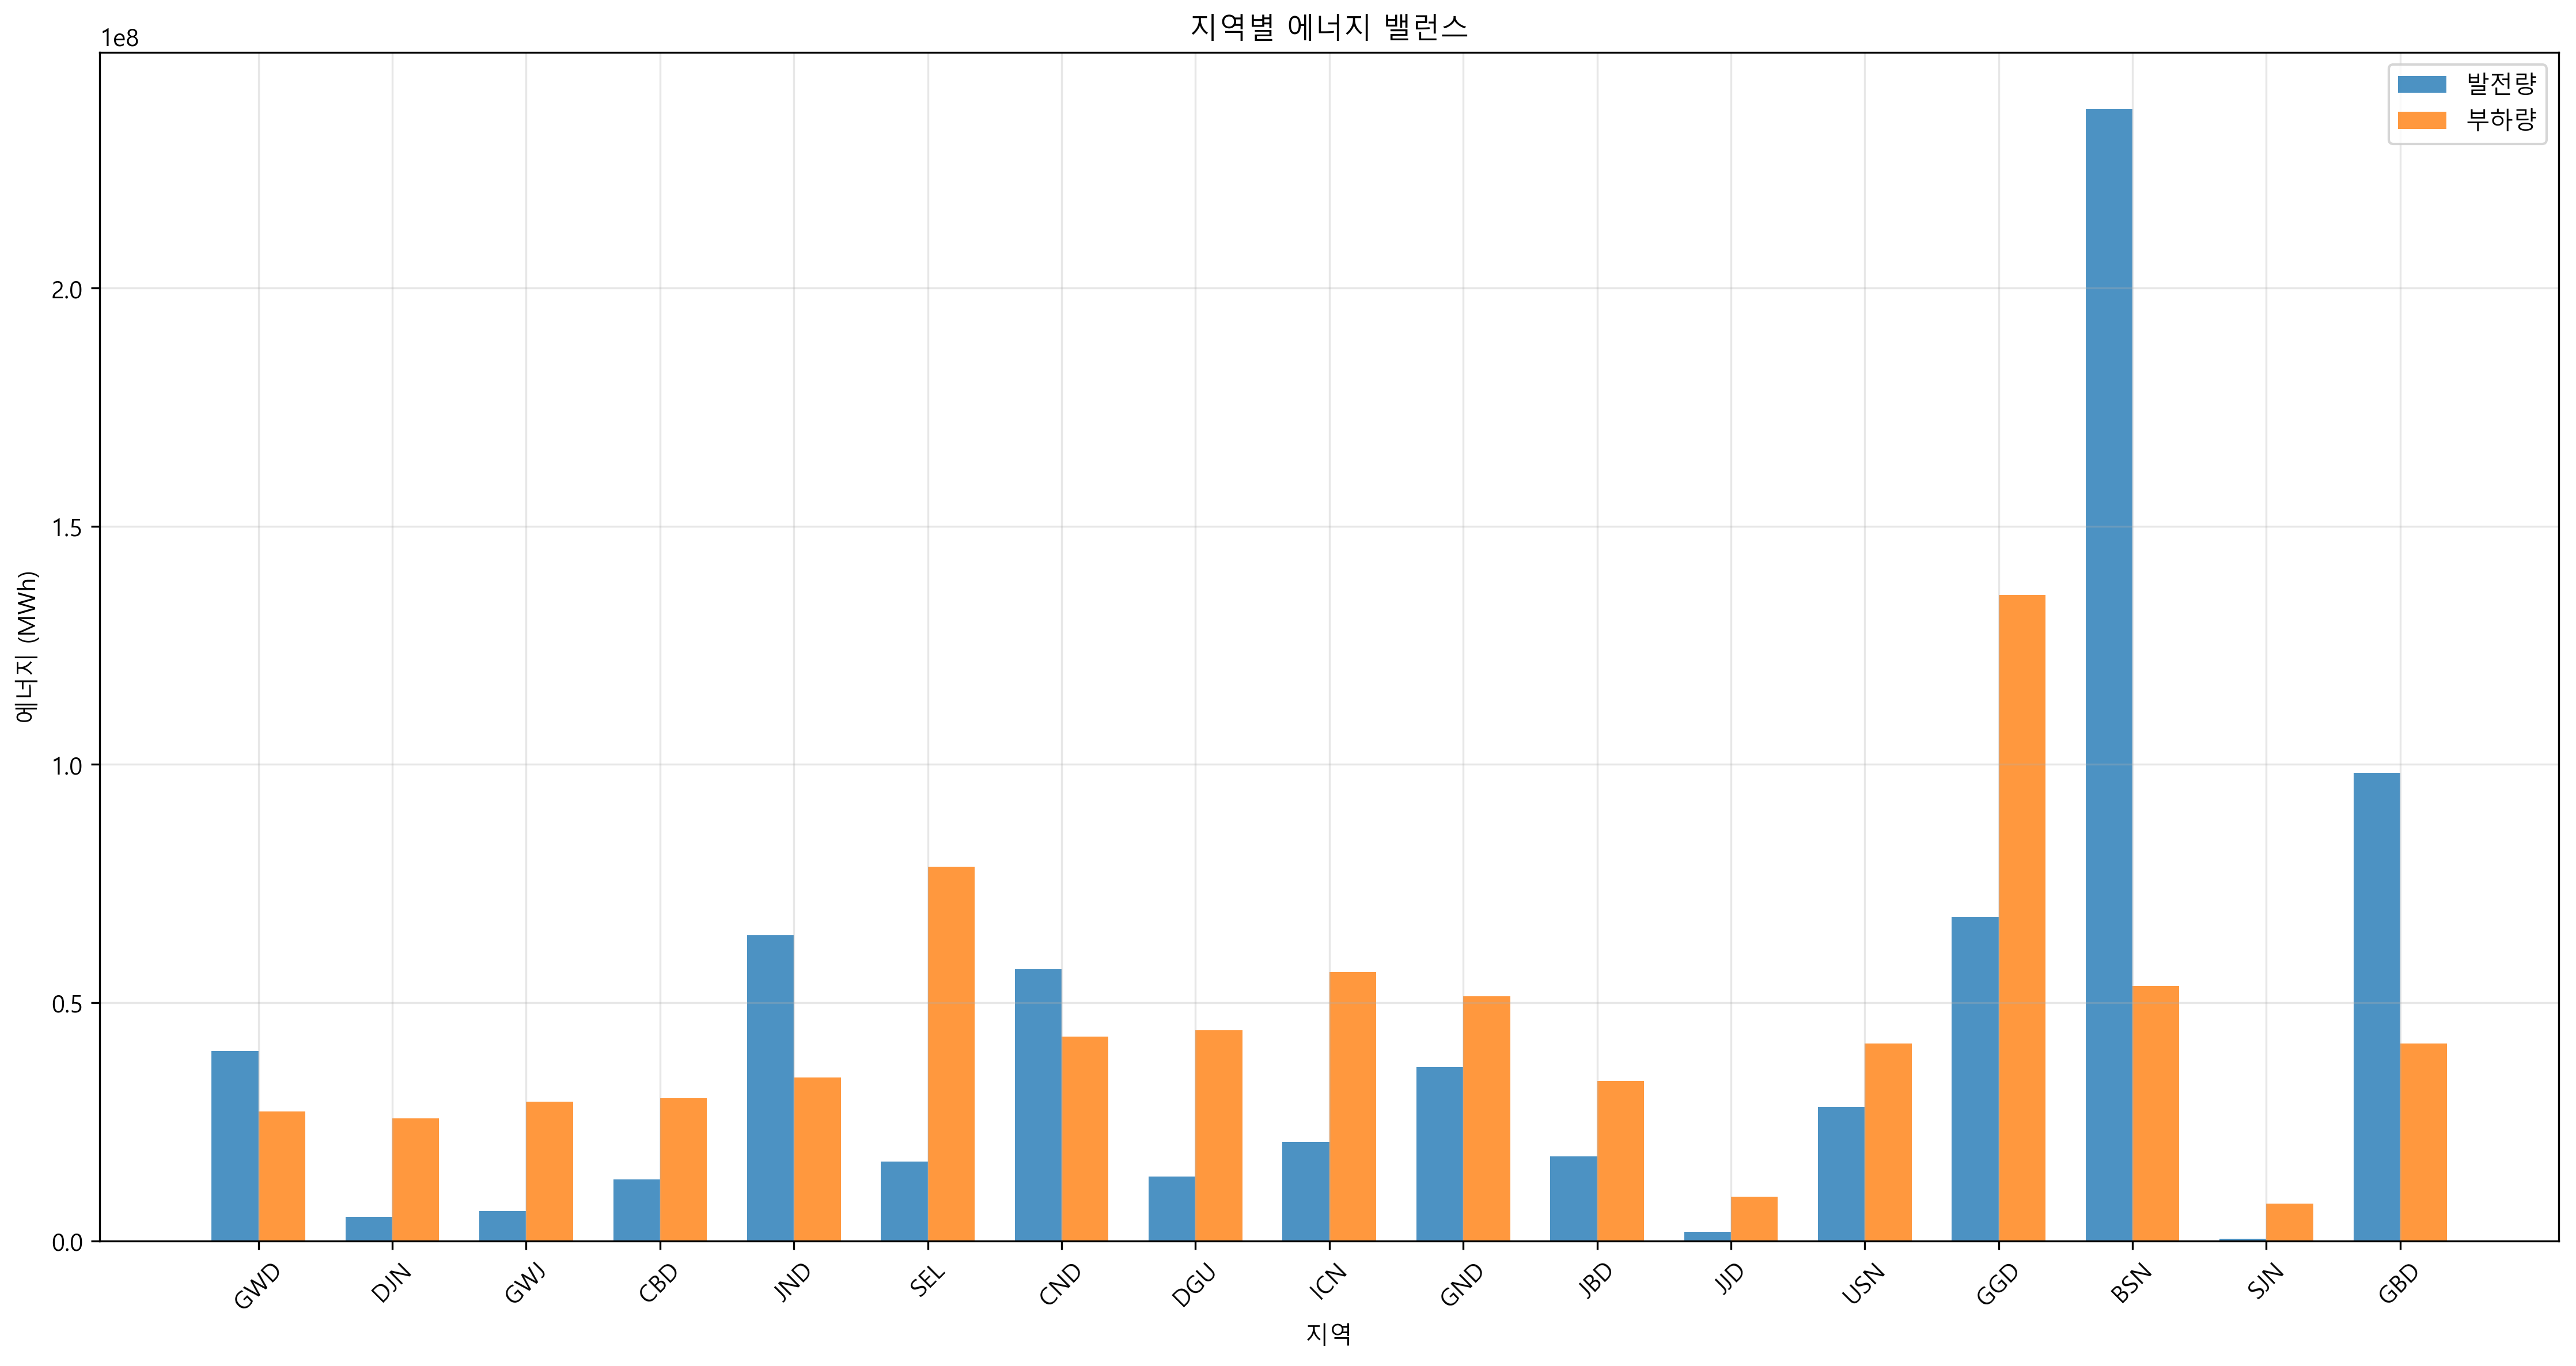 지역별 에너지 밸런스
1e8
발전량
부하량
2.0
1.5
1.0
0.5
0.0
에너지 (MWh)
GWD DJN GWJ CBD JND SEL CND DGU ICN GND JBD JJD USN GGD BSN SJN GBD
지역